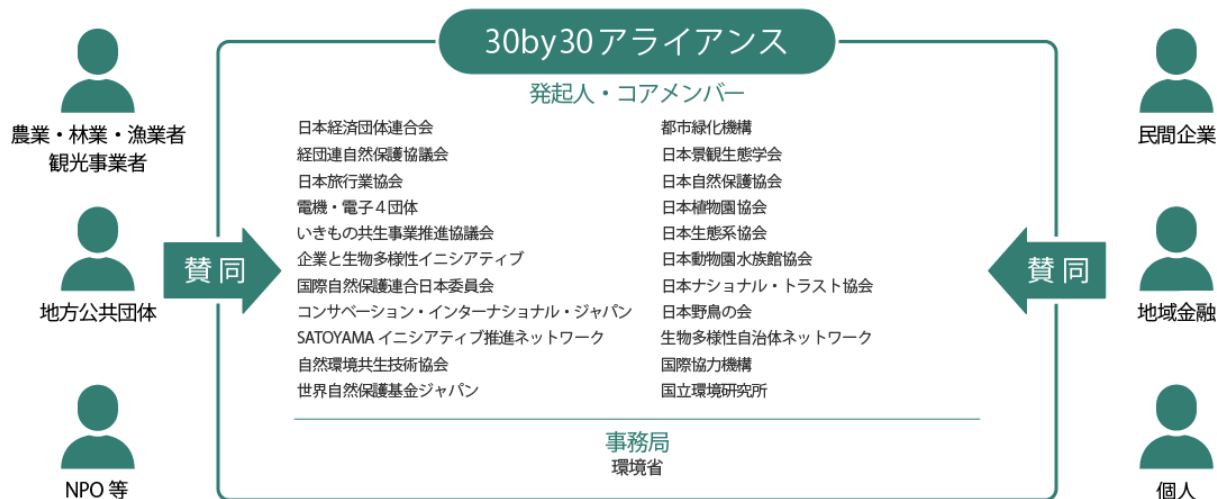 30by30アライアンス
発起人・コアメンバー
日本経済団体連合会
経団連自然保護協議会
日本旅行業協会
電機・電子4団体
いきもの共生事業推進協議会
企業と生物多様性イニシアティブ
国際自然保護連合日本委員会
コンサベーション・インターナショナル・ジャパン
SATOYAMA イニシアティブ推進ネットワーク
自然環境共生技術協会
世界自然保護基金ジャパン
都市緑化機構
日本景観生態学会
日本自然保護協会
日本植物園協会
日本生態系協会
日本動物園水族館協会
日本ナショナル・トラスト協会
日本野鳥の会
生物多様性自治体ネットワーク
国際協力機構
国立環境研究所
事務局
環境省
農業・林業・漁業者
観光事業者
地方公共団体
NPO 等
賛同
民間企業
地域金融
個人
賛同